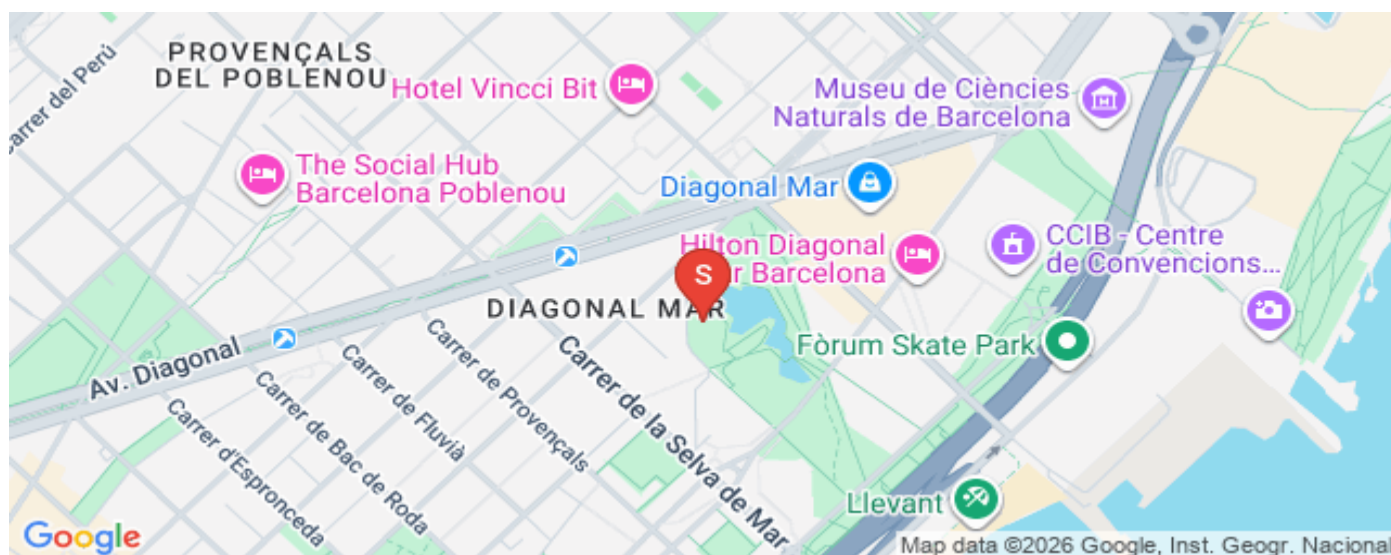 PROVENÇALS
DEL POBLENOU
Carrer del Perú
Hotel Vincci Bit
Museu de Ciències
Naturals de Barcelona
The Social Hub
Barcelona Poblenou
Diagonal Mar
Hilton Diagonal
Barcelona
S
CCIB - Centre
de Convencions...
DIAGONAL MAR
Fòrum Skate Park
Av. Diagonal
Carrer de la Selva de Mar
Carrer de Provençals
Carrer de Fluvià
Carrer de Bac de Roda
Carrer d'Espronceda
Llevant
Google
Map data ©2026 Google, Inst. Geogr. Nacional